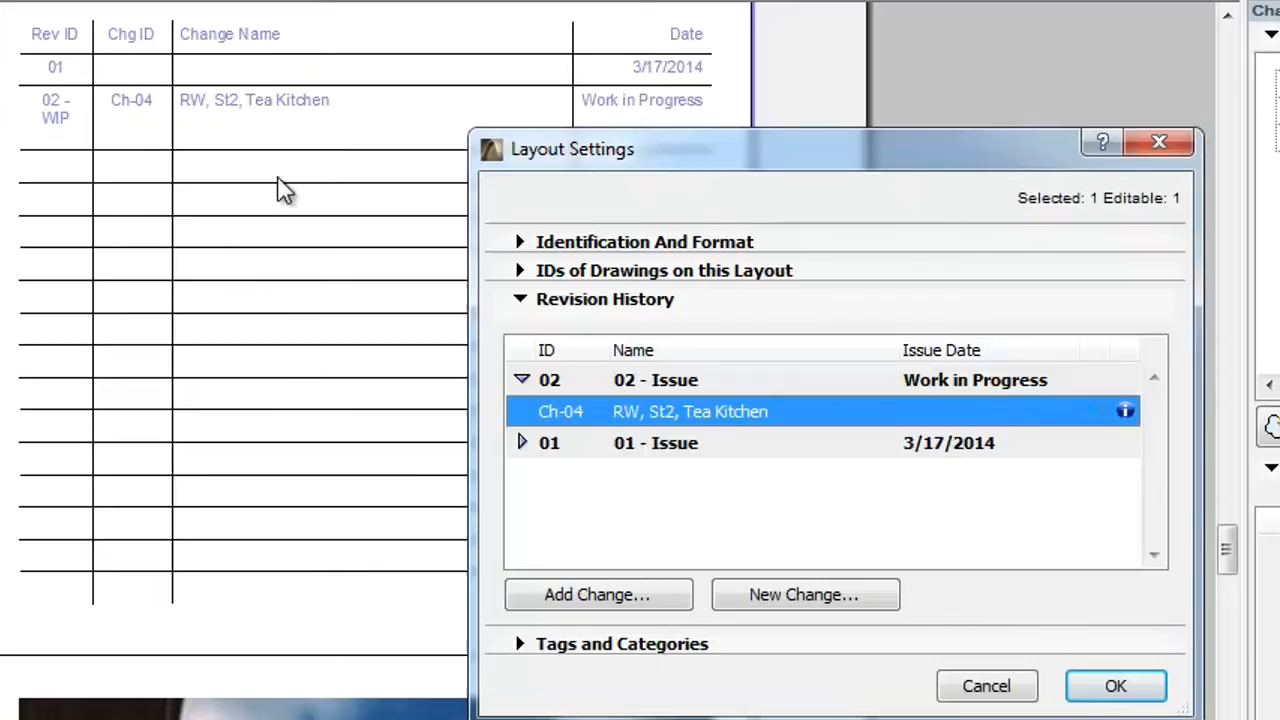 Rev ID Chg ID Change Name Date
01 3/17/2014
02 - Ch-04 RW, St2, Tea Kitchen Work in Progress
WIP
Layout Settings
?
Selected: 1 Editable: 1
Identification And Format
IDs of Drawings on this Layout
Revision History
ID Name Issue Date
02 02 - Issue Work in Progress
Ch-04 RW, St2, Tea Kitchen
01 01 - Issue 3/17/2014
Add Change... New Change...
Tags and Categories
Cancel OK